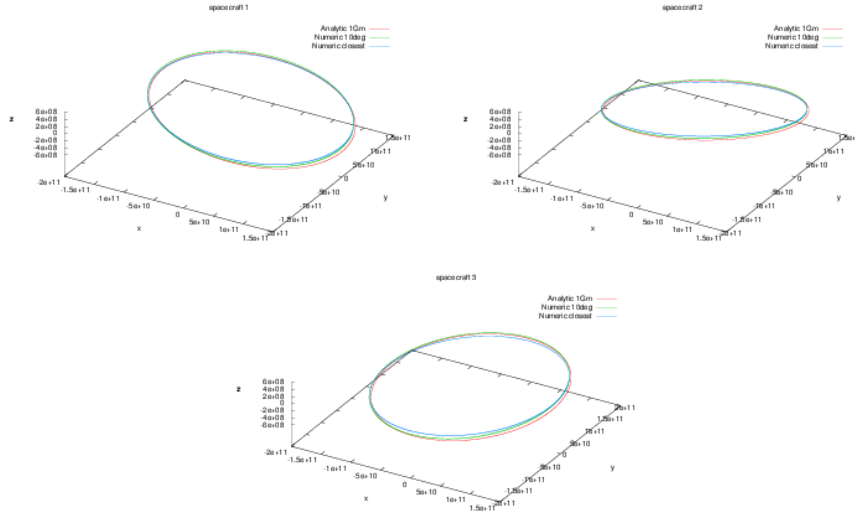 spacecraft 1
Analytic 1Gm
Numeric 10deg
Numeric closest
z
6e+08
4e+08
2e+08
0
-2e+08
-4e+08
-6e+08
-2e+11
-1.5e+11
-1e+11
-5e+10
0
5e+10
1e+11
1.5e+11
x
y
spacecraft 2
Analytic 1Gm
Numeric 10deg
Numeric closest
z
6e+08
4e+08
2e+08
0
-2e+08
-4e+08
-6e+08
-2e+11
-1.5e+11
-1e+11
-5e+10
0
5e+10
1e+11
1.5e+11
x
y
spacecraft 3
Analytic 1Gm
Numeric 10deg
Numeric closest
z
6e+08
4e+08
2e+08
0
-2e+08
-4e+08
-6e+08
-2e+11
-1.5e+11
-1e+11
-5e+10
0
5e+10
1e+11
1.5e+11
x
y